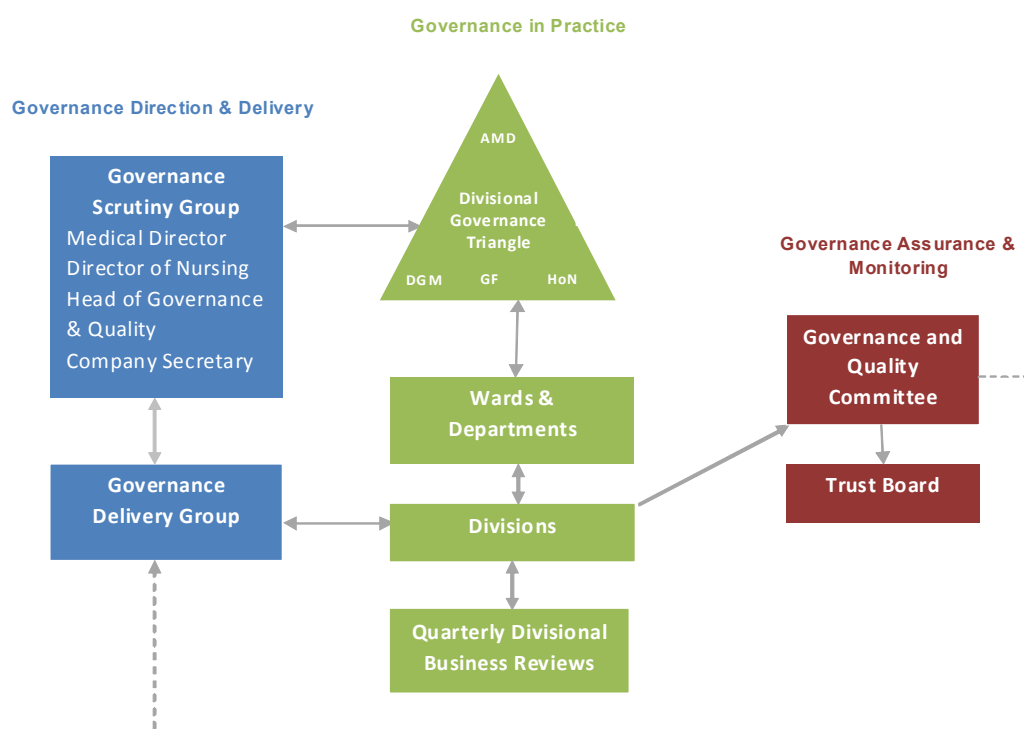 Governance in Practice
Governance Direction & Delivery
Governance
Scrutiny Group
Medical Director
Director of Nursing
Head of Governance
& Quality
Company Secretary
Governance
Delivery Group
AMD
Divisional
Governance
Triangle
DGM GF HoN
Wards &
Departments
Divisions
Quarterly Divisional
Business Reviews
Governance Assurance &
Monitoring
Governance and
Quality
Committee
Trust Board